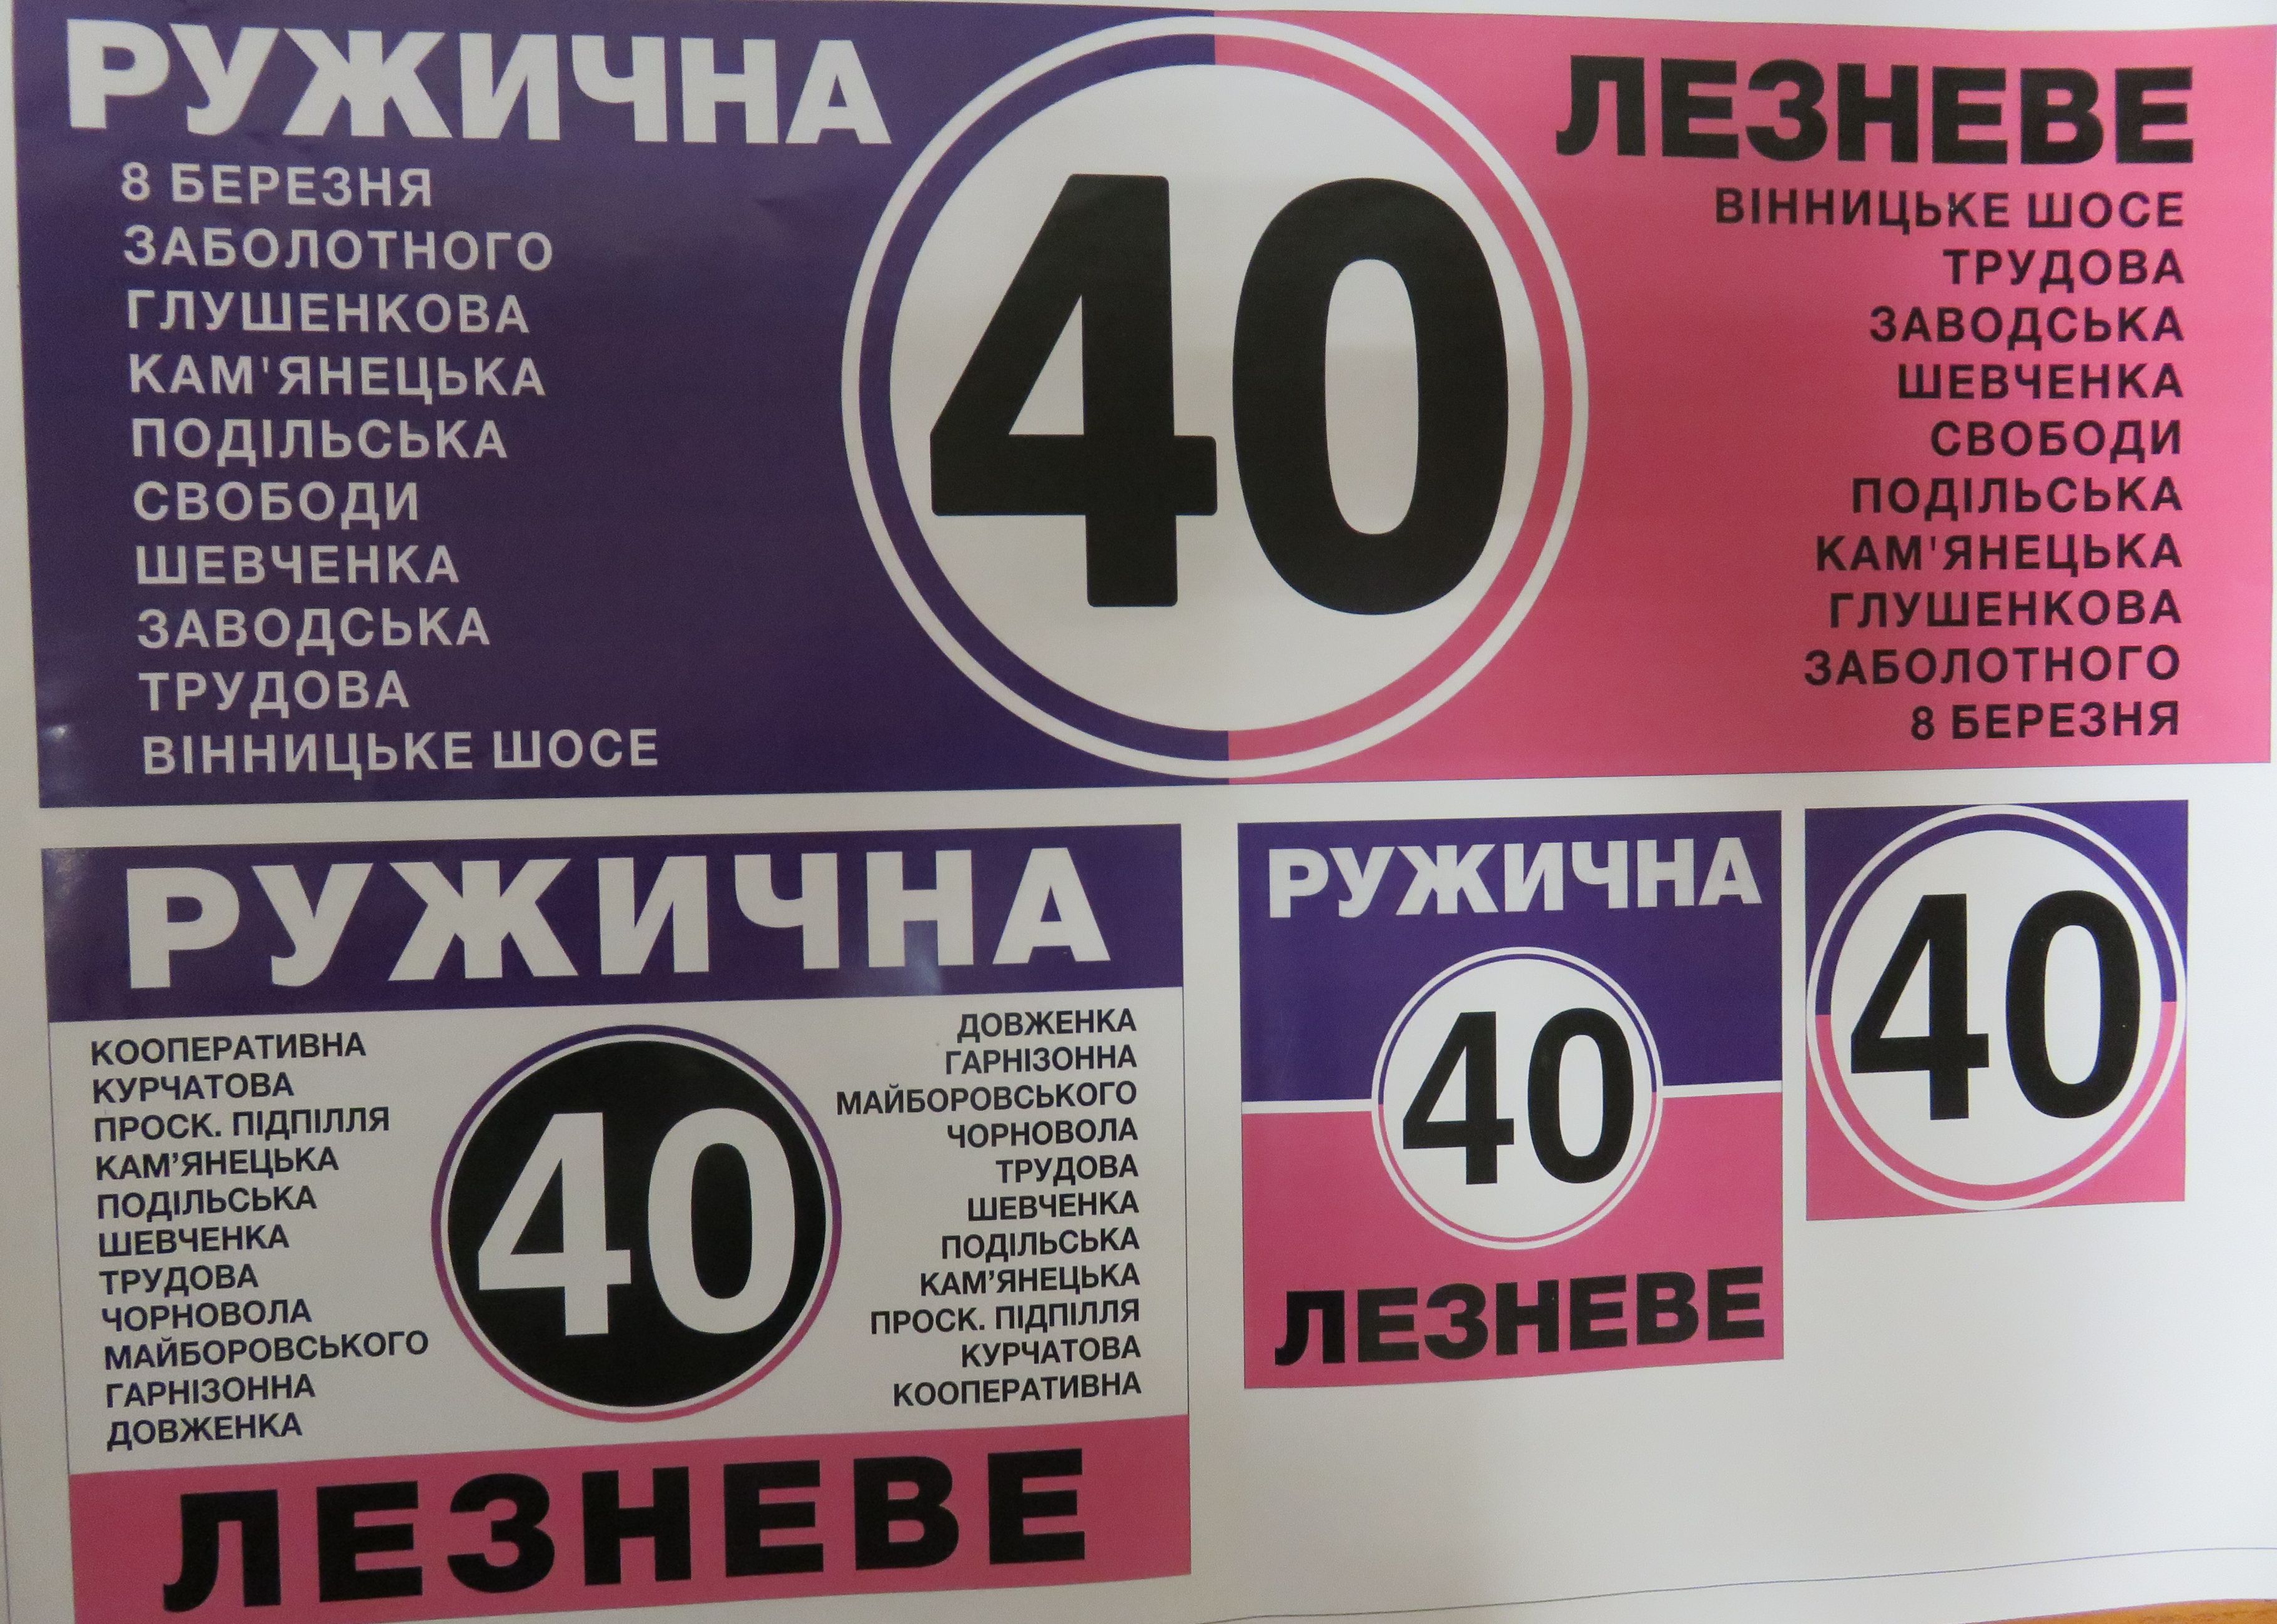 РУЖИЧНА
8 БЕРЕЗНЯ
ЗАБОЛОТНОГО
ГЛУШЕНКОВА
КАМ'ЯНЕЦЬКА
ПОДІЛЬСЬКА
СВОБОДИ
ШЕВЧЕНКА
ЗАВОДСЬКА
ТРУДОВА
ВІННИЦЬКЕ ШОСЕ
40
ЛЕЗНЕВЕ
ВІННИЦЬКЕ ШОСЕ
ТРУДОВА
ЗАВОДСЬКА
ШЕВЧЕНКА
СВОБОДИ
ПОДІЛЬСЬКА
КАМ'ЯНЕЦЬКА
ГЛУШЕНКОВА
ЗАБОЛОТНОГО
8 БЕРЕЗНЯ
РУЖИЧНА
КООПЕРАТИВНА
КУРЧАТОВА
ПРОСК. ПІДПІЛЛЯ
КАМ’ЯНЕЦЬКА
ПОДІЛЬСЬКА
ШЕВЧЕНКА
ТРУДОВА
ЧОРНОВОЛА
МАЙБОРОВСЬКОГО
ГАРНІЗОННА
ДОВЖЕНКА
40
ДОВЖЕНКА
ГАРНІЗОННА
МАЙБОРОВСЬКОГО
ЧОРНОВОЛА
ТРУДОВА
ШЕВЧЕНКА
ПОДІЛЬСЬКА
КАМ’ЯНЕЦЬКА
ПРОСК. ПІДПІЛЛЯ
КУРЧАТОВА
КООПЕРАТИВНА
ЛЕЗНЕВЕ
РУЖИЧНА
40
ЛЕЗНЕВЕ
40